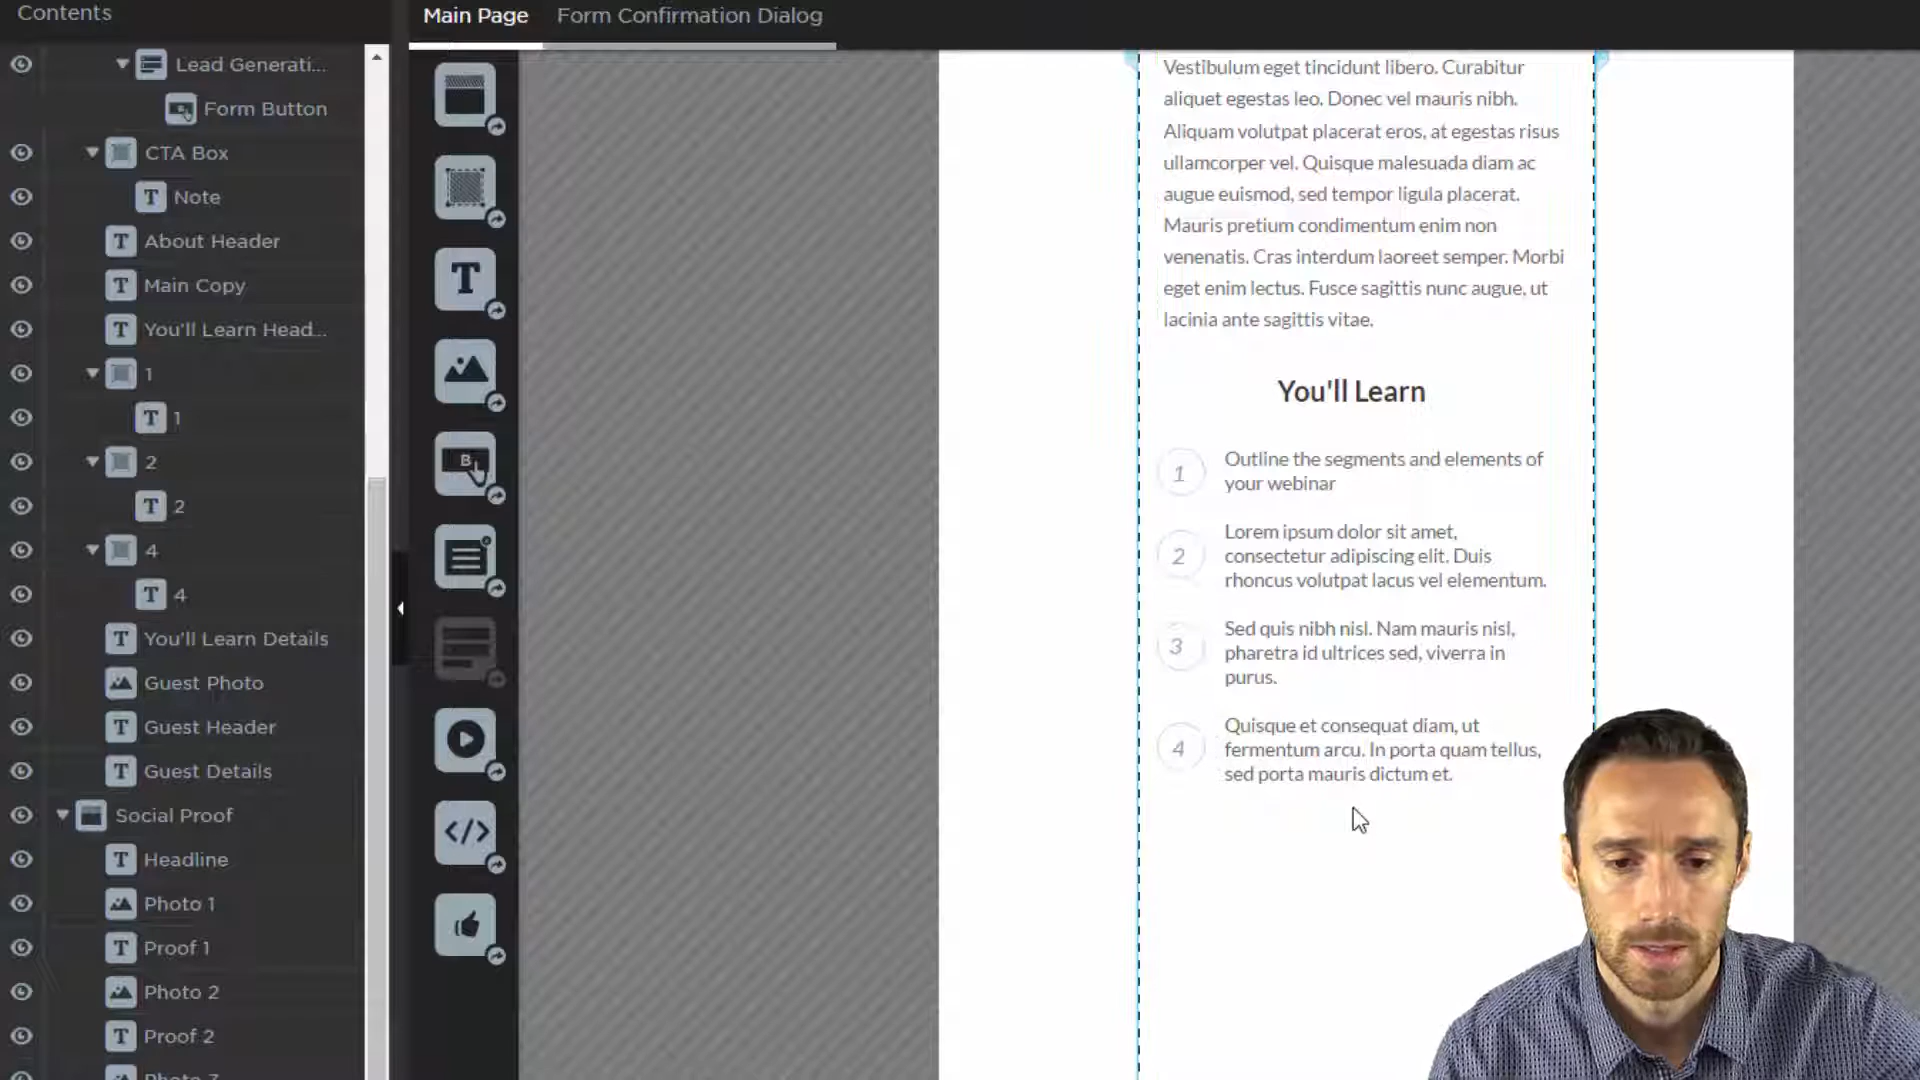 Contents
Main Page
Form Confirmation Dialog
Lead Generati...
Form Button
CTA Box
Note
About Header
Main Copy
You'll Learn Head...
1
1
2
2
4
4
You'll Learn Details
Guest Photo
Guest Header
Guest Details
Social Proof
Headline
Photo 1
Proof 1
Photo 2
Proof 2
T
B
</>
Vestibulum eget tincidunt libero. Curabitur
aliquet egestas leo. Donec vel mauris nibh.
Aliquam volutpat placerat eros, at egestas risus
ullamcorper vel. Quisque malesuada diam ac
augue euismod, sed tempor ligula placerat.
Mauris pretium condimentum enim non
venenatis. Cras interdum laoreet semper. Morbi
eget enim lectus. Fusce sagittis nunc augue, ut
lacinia ante sagittis vitae.
You'll Learn
1 Outline the segments and elements of
your webinar
2 Lorem ipsum dolor sit amet,
consectetur adipiscing elit. Duis
rhoncus volutpat lacus vel elementum.
3 Sed quis nibh nisl. Nam mauris nisl,
pharetra id ultrices sed, viverra in
purus.
4 Quisque et consequat diam, ut
fermentum arcu. In porta quam tellus,
sed porta mauris dictum et.